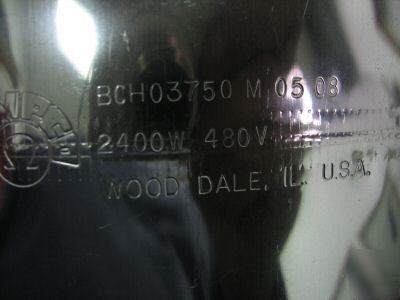 BCH03750 M 05 08
2400W 480V
WOOD DALE, IL. U.S.A.